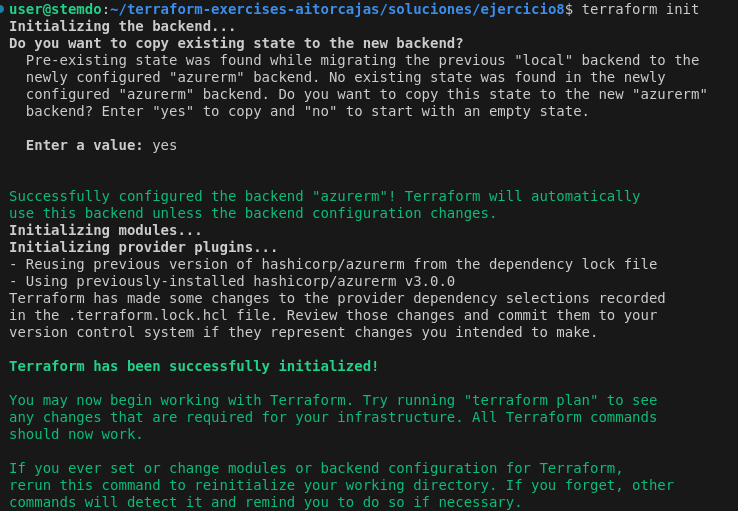 user@stemdo:~/terraform-exercises-aitorcajas/soluciones/ejercicio8$ terraform init
Initializing the backend...
Do you want to copy existing state to the new backend?
  Pre-existing state was found while migrating the previous "local" backend to the
  newly configured "azurerm" backend. No existing state was found in the newly
  configured "azurerm" backend. Do you want to copy this state to the new "azurerm"
  backend? Enter "yes" to copy and "no" to start with an empty state.

  Enter a value: yes


Successfully configured the backend "azurerm"! Terraform will automatically
use this backend unless the backend configuration changes.
Initializing modules...
Initializing provider plugins...
- Reusing previous version of hashicorp/azurerm from the dependency lock file
- Using previously-installed hashicorp/azurerm v3.0.0
Terraform has made some changes to the provider dependency selections recorded
in the .terraform.lock.hcl file. Review those changes and commit them to your
version control system if they represent changes you intended to make.

Terraform has been successfully initialized!

You may now begin working with Terraform. Try running "terraform plan" to see
any changes that are required for your infrastructure. All Terraform commands
should now work.

If you ever set or change modules or backend configuration for Terraform,
rerun this command to reinitialize your working directory. If you forget, other
commands will detect it and remind you to do so if necessary.